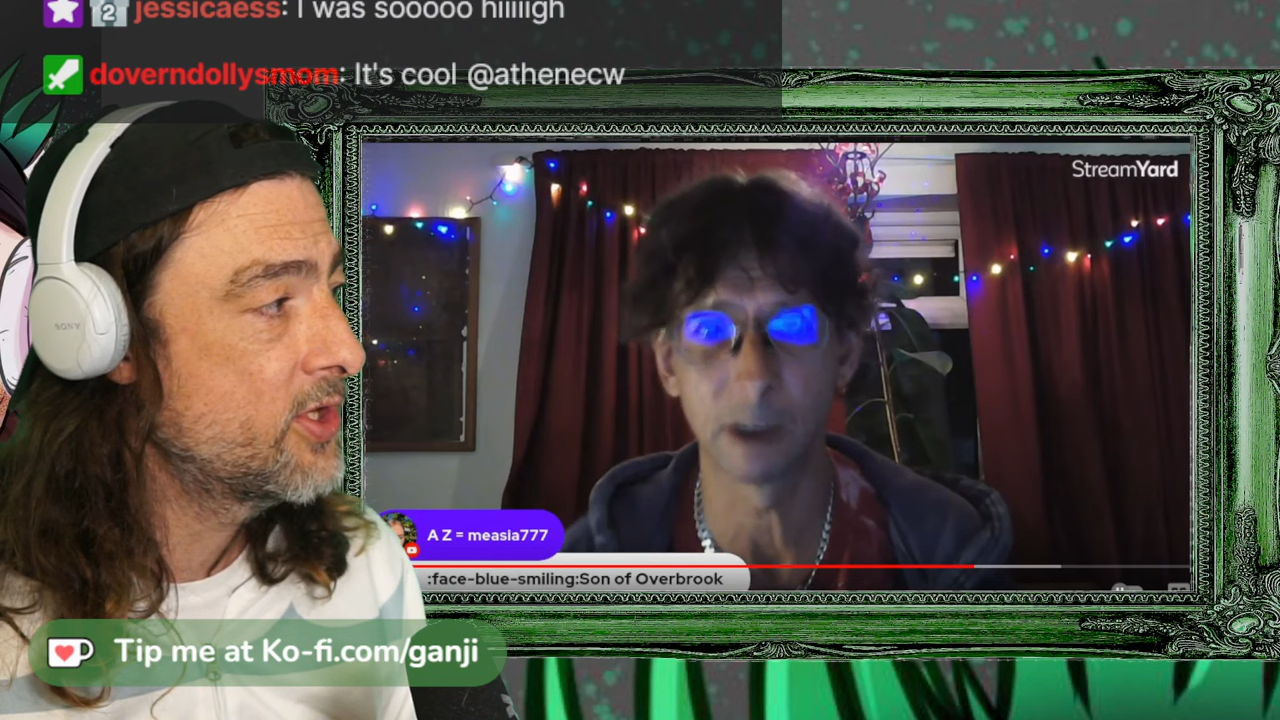 2 jessicaess: I was sooooo hiiiiigh
doverndollysmom: It's cool @athenecw
StreamYard
SONY
A Z = measia777
:face-blue-smiling:Son of Overbrook
Tip me at Ko-fi.com/ganji